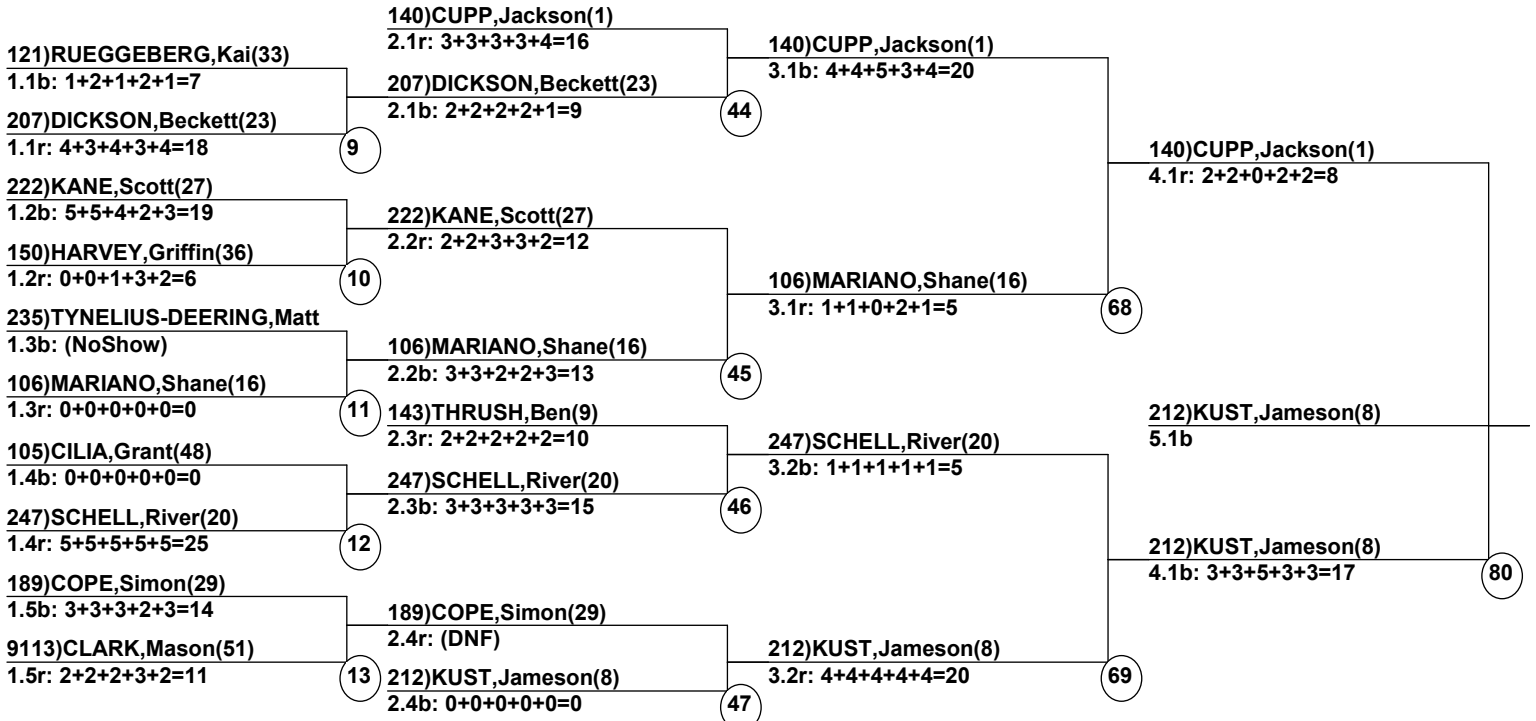 121)RUEGGEBERG,Kai(33)
1.1b: 1+2+1+2+1=7
207)DICKSON,Beckett(23)
1.1r: 4+3+4+3+4=18
9
222)KANE,Scott(27)
1.2b: 5+5+4+2+3=19
150)HARVEY,Griffin(36)
1.2r: 0+0+1+3+2=6
10
235)TYNELIUS-DEERING,Matt
1.3b: (NoShow)
106)MARIANO,Shane(16)
1.3r: 0+0+0+0+0=0
11
105)CILIA,Grant(48)
1.4b: 0+0+0+0+0=0
247)SCHELL,River(20)
1.4r: 5+5+5+5+5=25
12
189)COPE,Simon(29)
1.5b: 3+3+3+2+3=14
9113)CLARK,Mason(51)
1.5r: 2+2+2+3+2=11
13
140)CUPP,Jackson(1)
2.1r: 3+3+3+3+4=16
207)DICKSON,Beckett(23)
2.1b: 2+2+2+2+1=9
44
222)KANE,Scott(27)
2.2r: 2+2+3+3+2=12
106)MARIANO,Shane(16)
2.2b: 3+3+2+2+3=13
45
143)THRUSH,Ben(9)
2.3r: 2+2+2+2+2=10
247)SCHELL,River(20)
2.3b: 3+3+3+3+3=15
46
189)COPE,Simon(29)
2.4r: (DNF)
212)KUST,Jameson(8)
2.4b: 0+0+0+0+0=0
47
140)CUPP,Jackson(1)
3.1b: 4+4+5+3+4=20
106)MARIANO,Shane(16)
3.1r: 1+1+0+2+1=5
68
247)SCHELL,River(20)
3.2b: 1+1+1+1+1=5
212)KUST,Jameson(8)
3.2r: 4+4+4+4+4=20
69
140)CUPP,Jackson(1)
4.1r: 2+2+0+2+2=8
212)KUST,Jameson(8)
5.1b
212)KUST,Jameson(8)
4.1b: 3+3+5+3+3=17
80